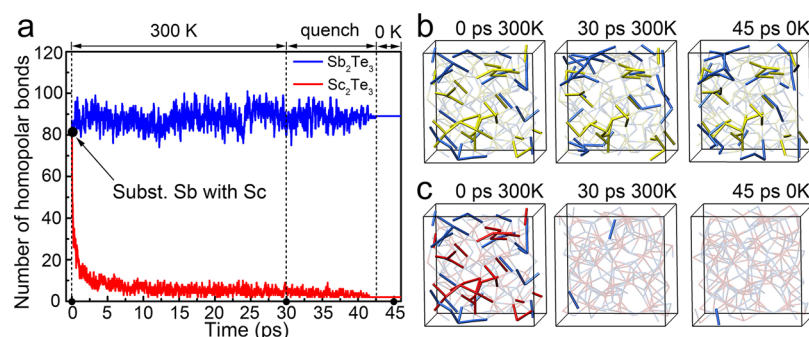 a
300 K
quench
0 K
Number of homopolar bonds
120
100
80
60
40
20
0
Sb2Te3
Sc2Te3
Subst. Sb with Sc
0
5
10
15
20
25
30
35
40
45
Time (ps)
b
0 ps 300K
30 ps 300K
45 ps 0K
c
0 ps 300K
30 ps 300K
45 ps 0K